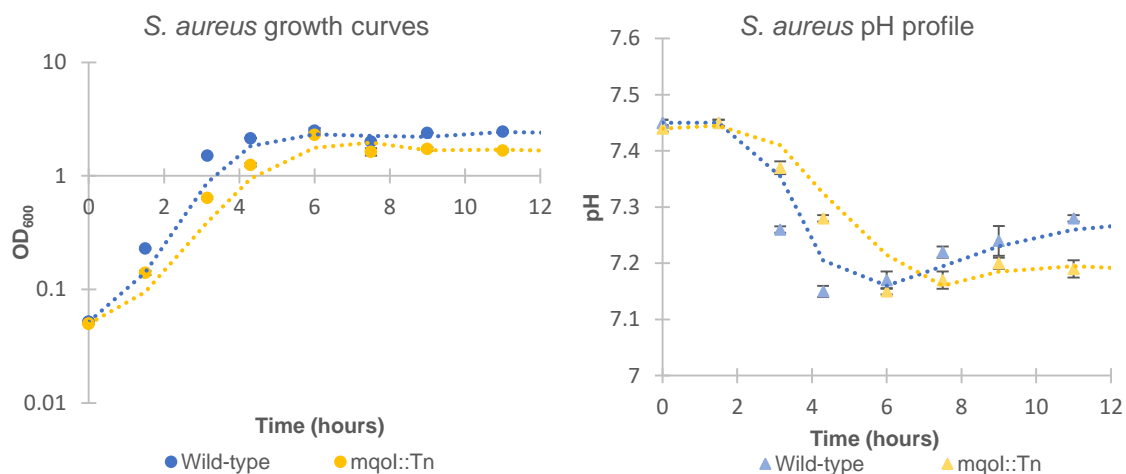 S. aureus growth curves
10
1
0.1
0.01
0
2
4
6
8
10
12
OD600
Time (hours)
Wild-type
mqoI::Tn
S. aureus pH profile
7.6
7.5
7.4
7.3
7.2
7.1
7
0
2
4
6
8
10
12
pH
Time (hours)
Wild-type
mqoI::Tn